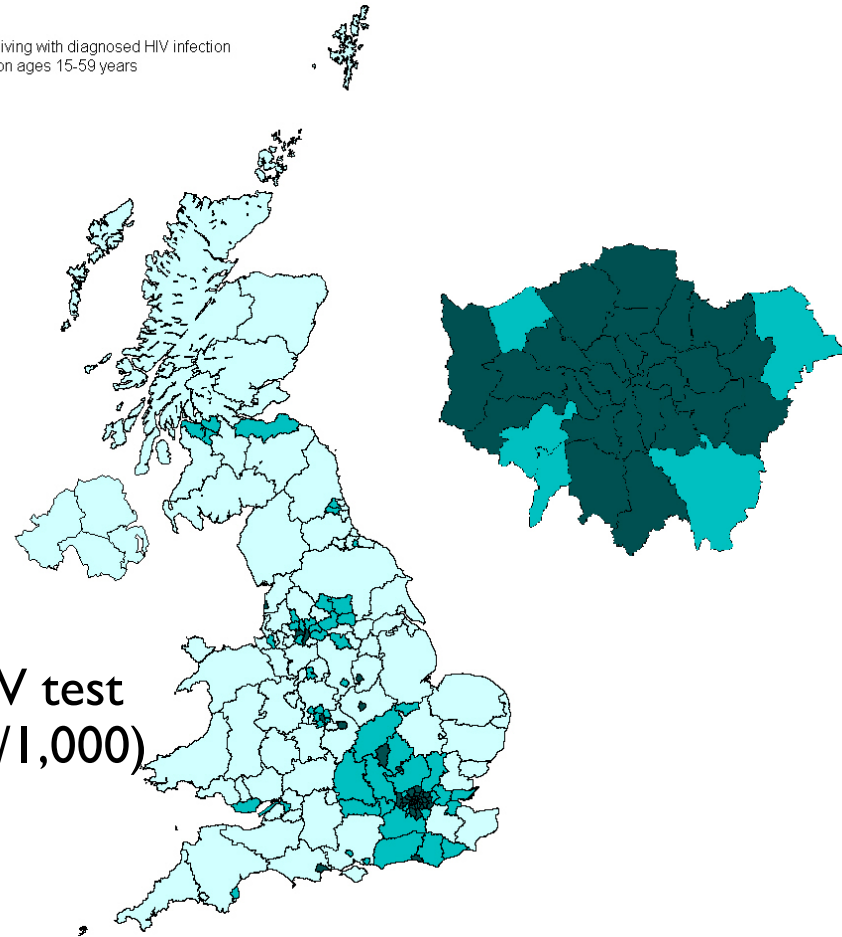 iving with diagnosed HIV infection
on ages 15-59 years
V test
/1,000)